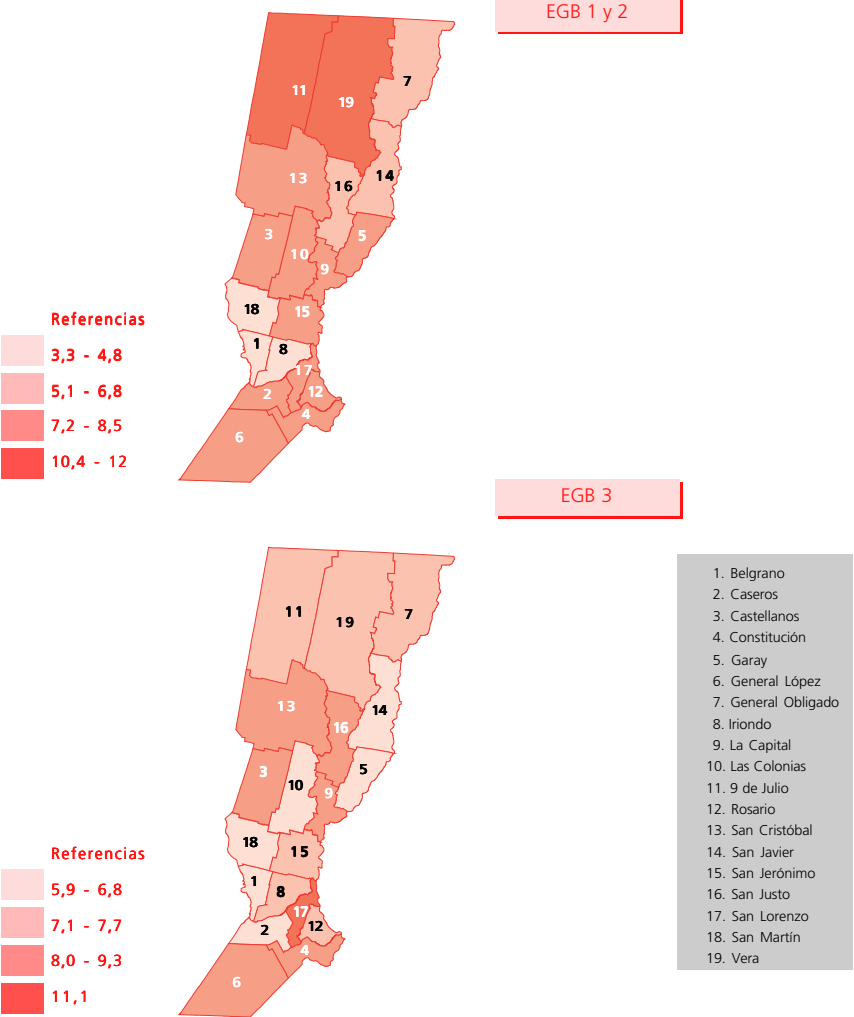 EGB 1 y 2
11
19
7
13
16
14
3
10
5
9
18
15
1
8
17
2
12
4
6
Referencias
3,3 - 4,8
5,1 - 6,8
7,2 - 8,5
10,4 - 12
EGB 3
11
19
7
13
16
14
3
10
5
9
18
15
1
8
17
2
12
4
6
Referencias
5,9 - 6,8
7,1 - 7,7
8,0 - 9,3
11,1
1. Belgrano
2. Caseros
3. Castellanos
4. Constitución
5. Garay
6. General López
7. General Obligado
8. Iriondo
9. La Capital
10. Las Colonias
11. 9 de Julio
12. Rosario
13. San Cristóbal
14. San Javier
15. San Jerónimo
16. San Justo
17. San Lorenzo
18. San Martín
19. Vera